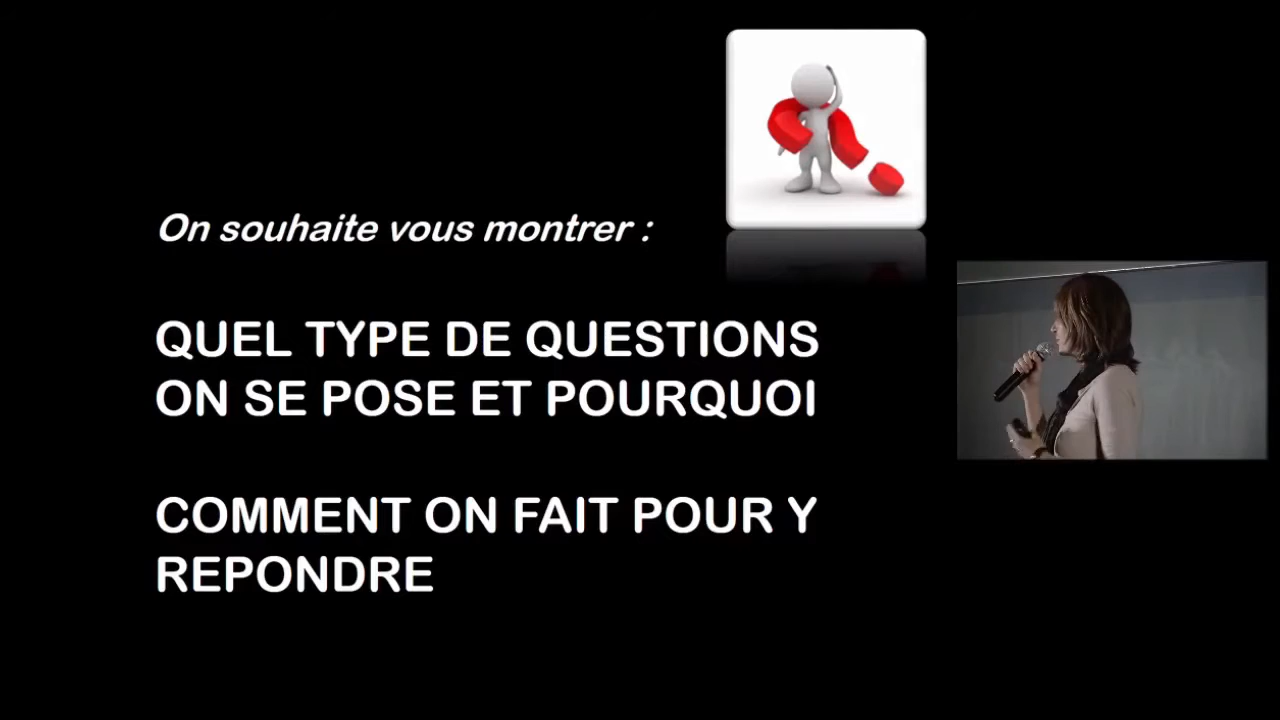 On souhaite vous montrer :
QUEL TYPE DE QUESTIONS
ON SE POSE ET POURQUOI
COMMENT ON FAIT POUR Y
REPONDRE